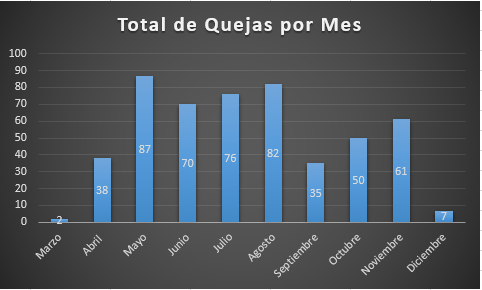 Total de Quejas por Mes
100
90
80
70
60
50
40
30
20
10
0
2
38
87
70
76
82
35
50
61
7
Marzo
Abril
Mayo
Junio
Julio
Agosto
Septiembre
Octubre
Noviembre
Diciembre